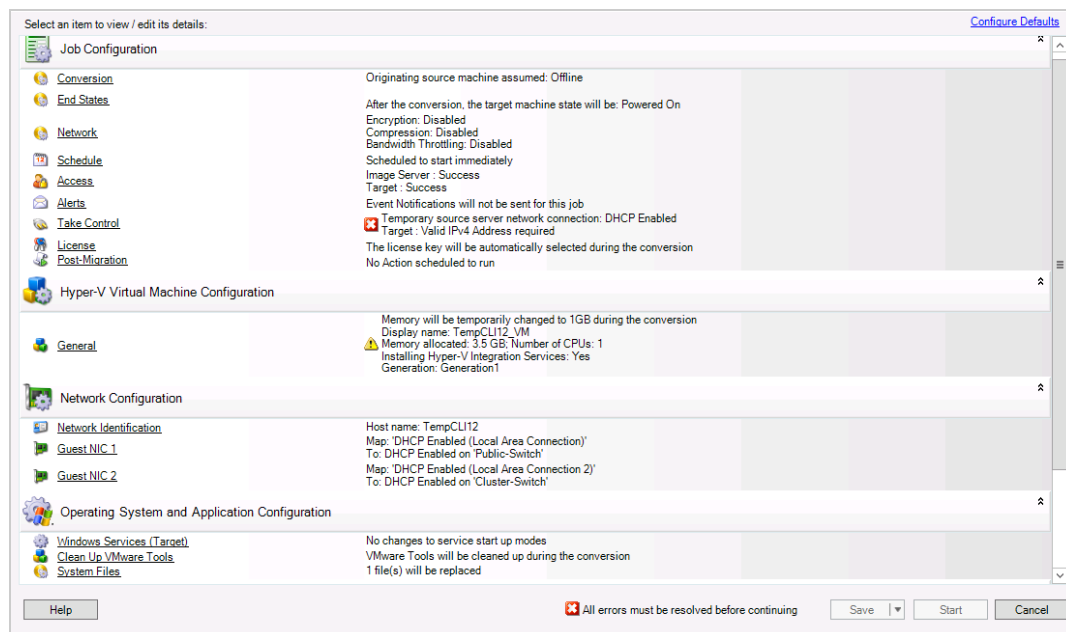 Select an item to view / edit its details:
Configure Defaults
Job Configuration
Conversion
Originating source machine assumed: Offline
End States
After the conversion, the target machine state will be: Powered On
Network
Encryption: Disabled
Compression: Disabled
Bandwidth Throttling: Disabled
Schedule
Scheduled to start immediately
Access
Image Server : Success
Target : Success
Alerts
Event Notifications will not be sent for this job
Take Control
Temporary source server network connection: DHCP Enabled
Target : Valid IPv4 Address required
License
The license key will be automatically selected during the conversion
Post-Migration
No Action scheduled to run
Hyper-V Virtual Machine Configuration
General
Memory will be temporarily changed to 1GB during the conversion
Display name: TempCLI12_VM
Memory allocated: 3.5 GB; Number of CPUs: 1
Installing Hyper-V Integration Services: Yes
Generation: Generation1
Network Configuration
Network Identification
Host name: TempCLI12
Guest NIC 1
Map: 'DHCP Enabled (Local Area Connection)'
To: DHCP Enabled on 'Public-Switch'
Guest NIC 2
Map: 'DHCP Enabled (Local Area Connection 2)'
To: DHCP Enabled on 'Cluster-Switch'
Operating System and Application Configuration
Windows Services (Target)
No changes to service start up modes
Clean Up VMware Tools
VMware Tools will be cleaned up during the conversion
System Files
1 file(s) will be replaced
Help
All errors must be resolved before continuing
Save
Start
Cancel